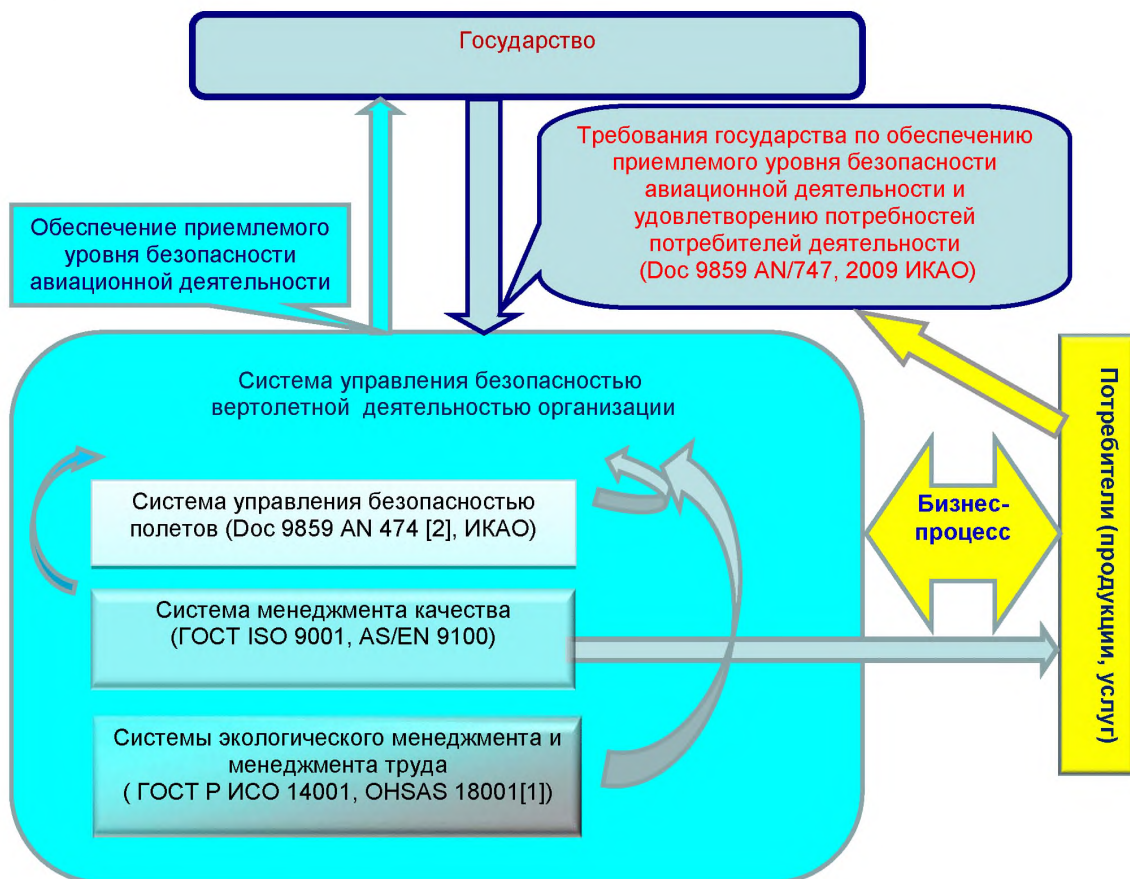 Государство
Требования государства по обеспечению
приемлемого уровня безопасности
авиационной деятельности и
удовлетворению потребностей
потребителей деятельности
(Doc 9859 AN/747, 2009 ИКАО)
Обеспечение приемлемого
уровня безопасности
авиационной деятельности
Система управления безопасностью
вертолетной деятельностью организации
Система управления безопасностью
полетов (Doc 9859 AN 474 [2], ИКАО)
Система менеджмента качества
(ГОСТ ISO 9001, AS/EN 9100)
Системы экологического менеджмента и
менеджмента труда
( ГОСТ Р ИСО 14001, OHSAS 18001[1])
Бизнес-
процесс
Потребители (продукции, услуг)